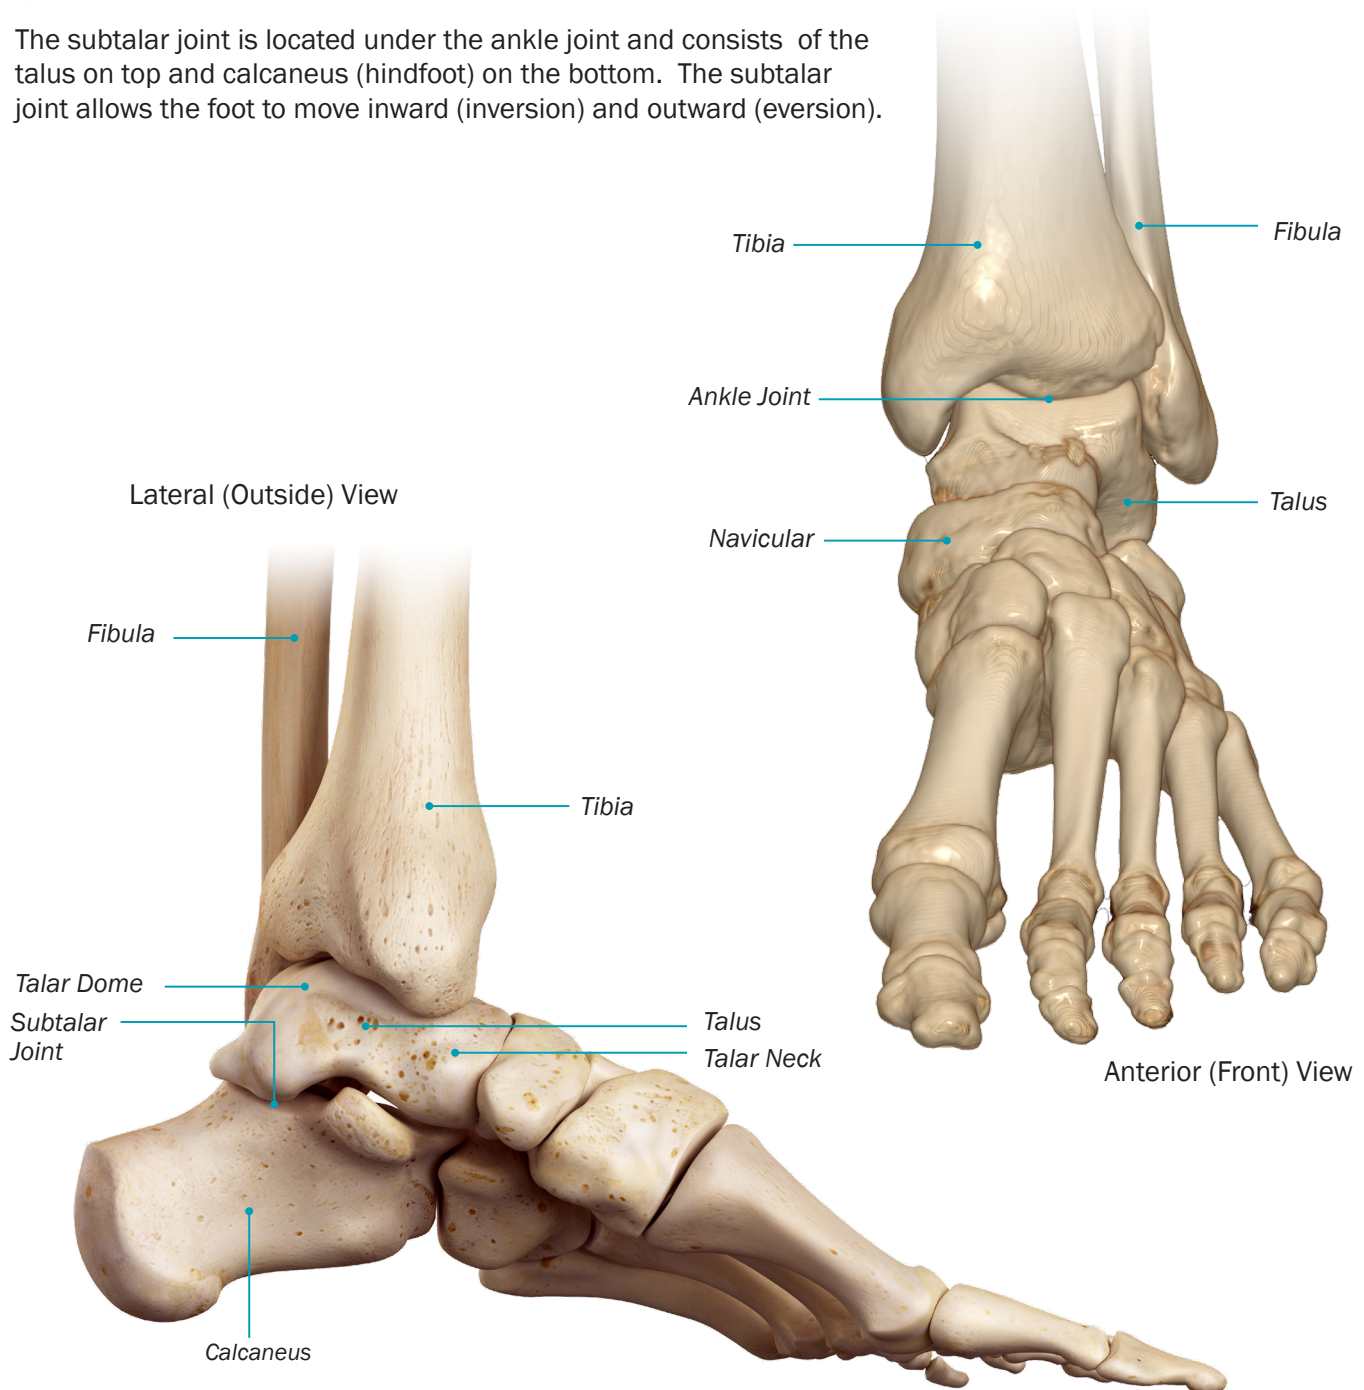 The subtalar joint is located under the ankle joint and consists of the
talus on top and calcaneus (hindfoot) on the bottom. The subtalar
joint allows the foot to move inward (inversion) and outward (eversion).
Tibia
Fibula
Ankle Joint
Talus
Navicular
Anterior (Front) View
Lateral (Outside) View
Fibula
Tibia
Talar Dome
Subtalar
Joint
Talus
Talar Neck
Calcaneus